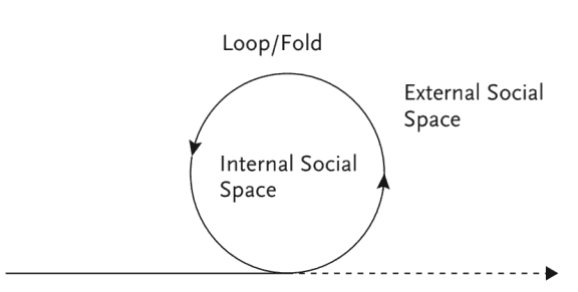 Loop/Fold
External Social
Space
Internal Social
Space